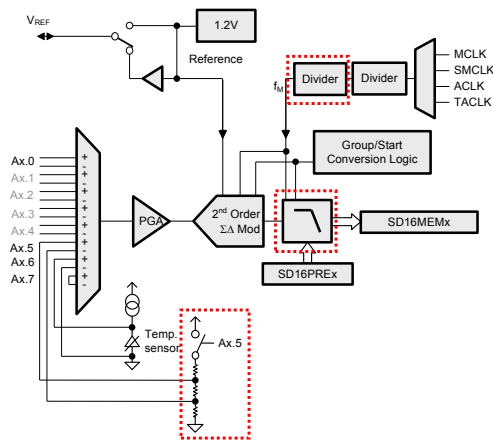 VREF
1.2V
Reference
MCLK
SMCLK
ACLK
TACLK
Divider
Divider
fM
Group/Start
Conversion Logic
Ax.0
+
-
Ax.1
+
-
Ax.2
+
-
Ax.3
+
-
Ax.4
+
-
Ax.5
+
-
Ax.6
+
-
Ax.7
+
-
PGA
2nd Order
ΣΔ Mod
SD16MEMx
SD16PREx
Temp.
sensor
Ax.5